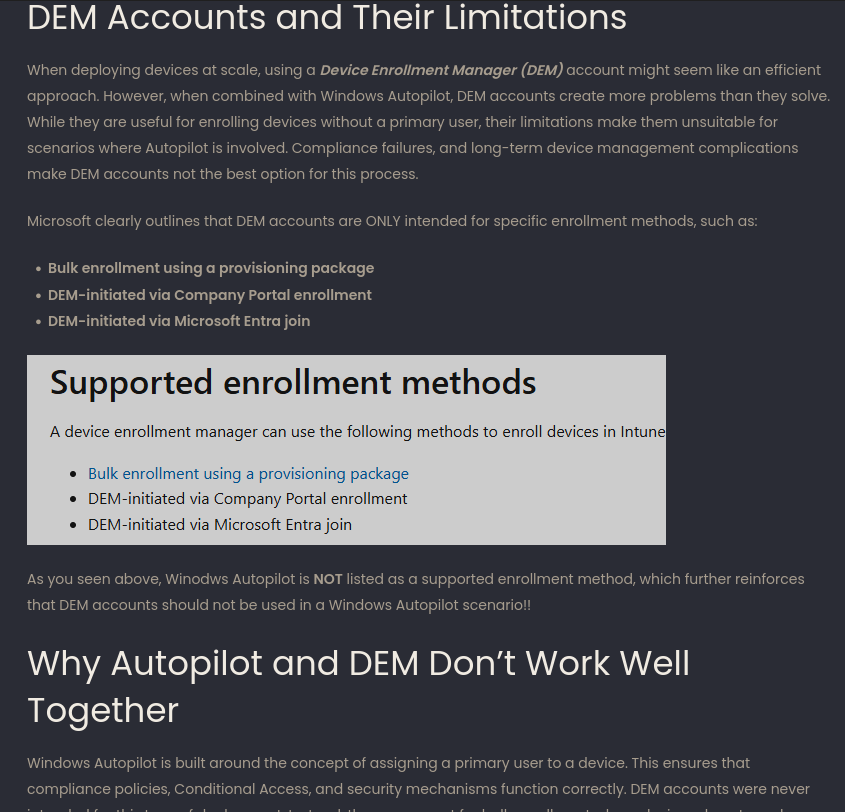 DEM Accounts and Their Limitations
When deploying devices at scale, using a Device Enrollment Manager (DEM) account might seem like an efficient
approach. However, when combined with Windows Autopilot, DEM accounts create more problems than they solve.
While they are useful for enrolling devices without a primary user, their limitations make them unsuitable for
scenarios where Autopilot is involved. Compliance failures, and long-term device management complications
make DEM accounts not the best option for this process.
Microsoft clearly outlines that DEM accounts are ONLY intended for specific enrollment methods, such as:
• Bulk enrollment using a provisioning package
• DEM-initiated via Company Portal enrollment
• DEM-initiated via Microsoft Entra join
Supported enrollment methods
A device enrollment manager can use the following methods to enroll devices in Intune
• Bulk enrollment using a provisioning package
• DEM-initiated via Company Portal enrollment
• DEM-initiated via Microsoft Entra join
As you seen above, Winodws Autopilot is NOT listed as a supported enrollment method, which further reinforces
that DEM accounts should not be used in a Windows Autopilot scenario!!
Why Autopilot and DEM Don’t Work Well
Together
Windows Autopilot is built around the concept of assigning a primary user to a device. This ensures that
compliance policies, Conditional Access, and security mechanisms function correctly. DEM accounts were never